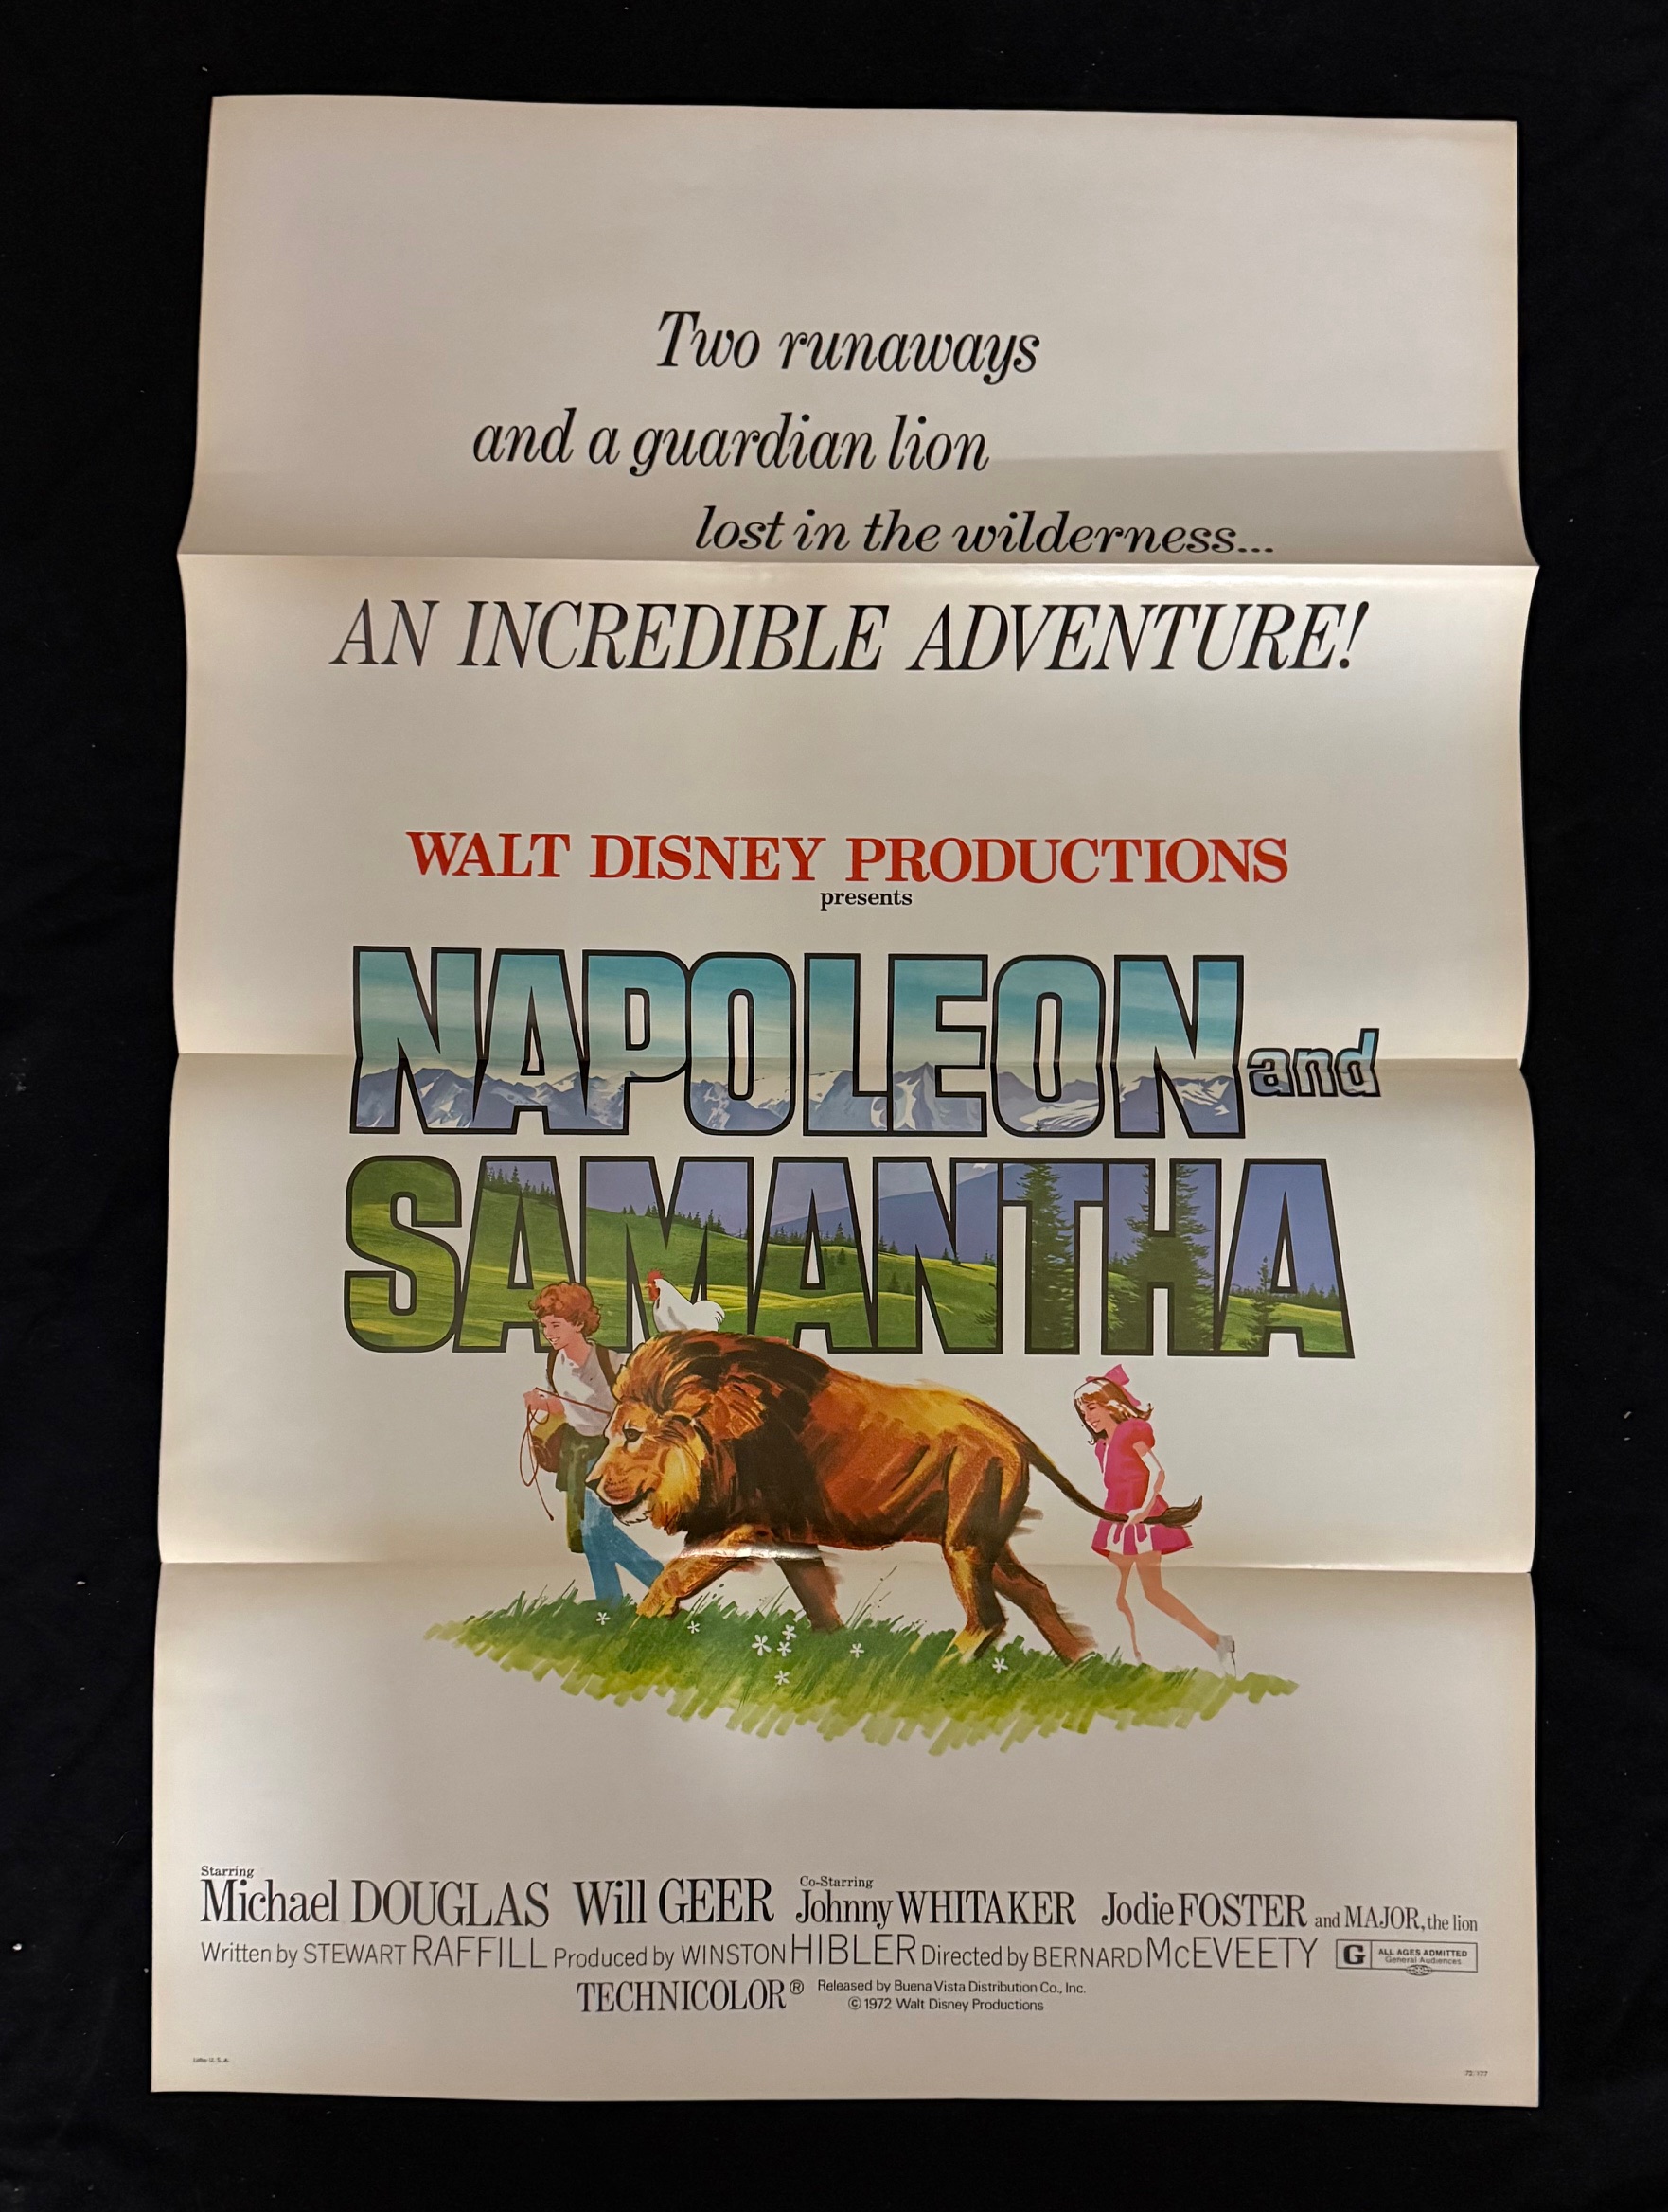 Two runaways
and a guardian lion
lost in the wilderness...
AN INCREDIBLE ADVENTURE!
WALT DISNEY PRODUCTIONS
presents
NAPOLEON and
SAMANTHA
Starring
Michael DOUGLAS Will GEER Co-Starring Johnny WHITAKER Jodie FOSTER and MAJOR, the lion
Written by STEWART RAFFILL Produced by WINSTON HIBLER Directed by BERNARD McEVEETY G ALL AGES ADMITTED General Audiences
TECHNICOLOR® Released by Buena Vista Distribution Co., Inc.
© 1972 Walt Disney Productions
Litho U.S.A. 72/177